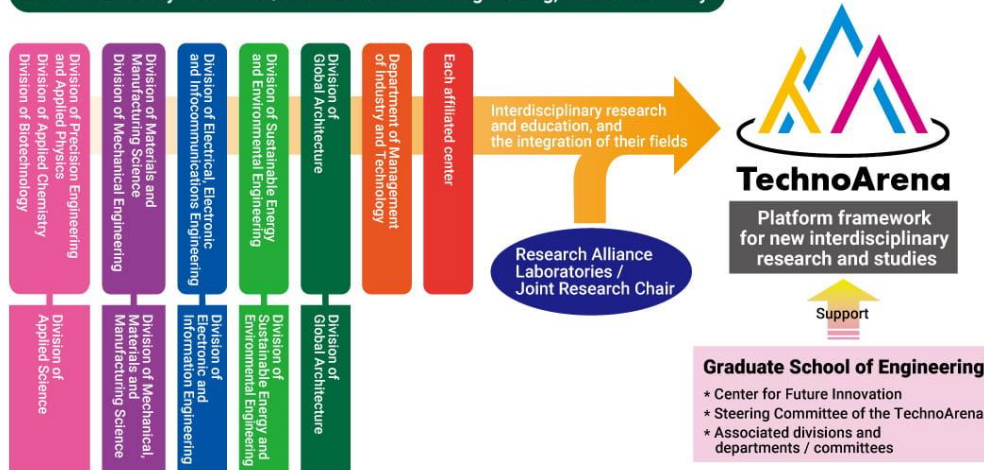 Division of Precision Engineering
and Applied Physics
Division of Applied Chemistry
Division of Biotechnology
Division of Materials and
Manufacturing Science
Division of Mechanical Engineering
Division of Electrical, Electronic
and Infocommunications Engineering
Division of Sustainable Energy
and Environmental Engineering
Division of
Global Architecture
Department of Management
of Industry and Technology
Each affiliated center
Interdisciplinary research
and education, and
the integration of their fields
TechnoArena
Platform framework
for new interdisciplinary
research and studies
Research Alliance
Laboratories /
Joint Research Chair
Support
Division of
Applied Science
Division of Mechanical,
Materials and
Manufacturing Science
Division of
Electronic and
Information Engineering
Division of
Sustainable Energy and
Environmental Engineering
Division of
Global Architecture
Graduate School of Engineering
* Center for Future Innovation
* Steering Committee of the TechnoArena
* Associated divisions and
departments / committees